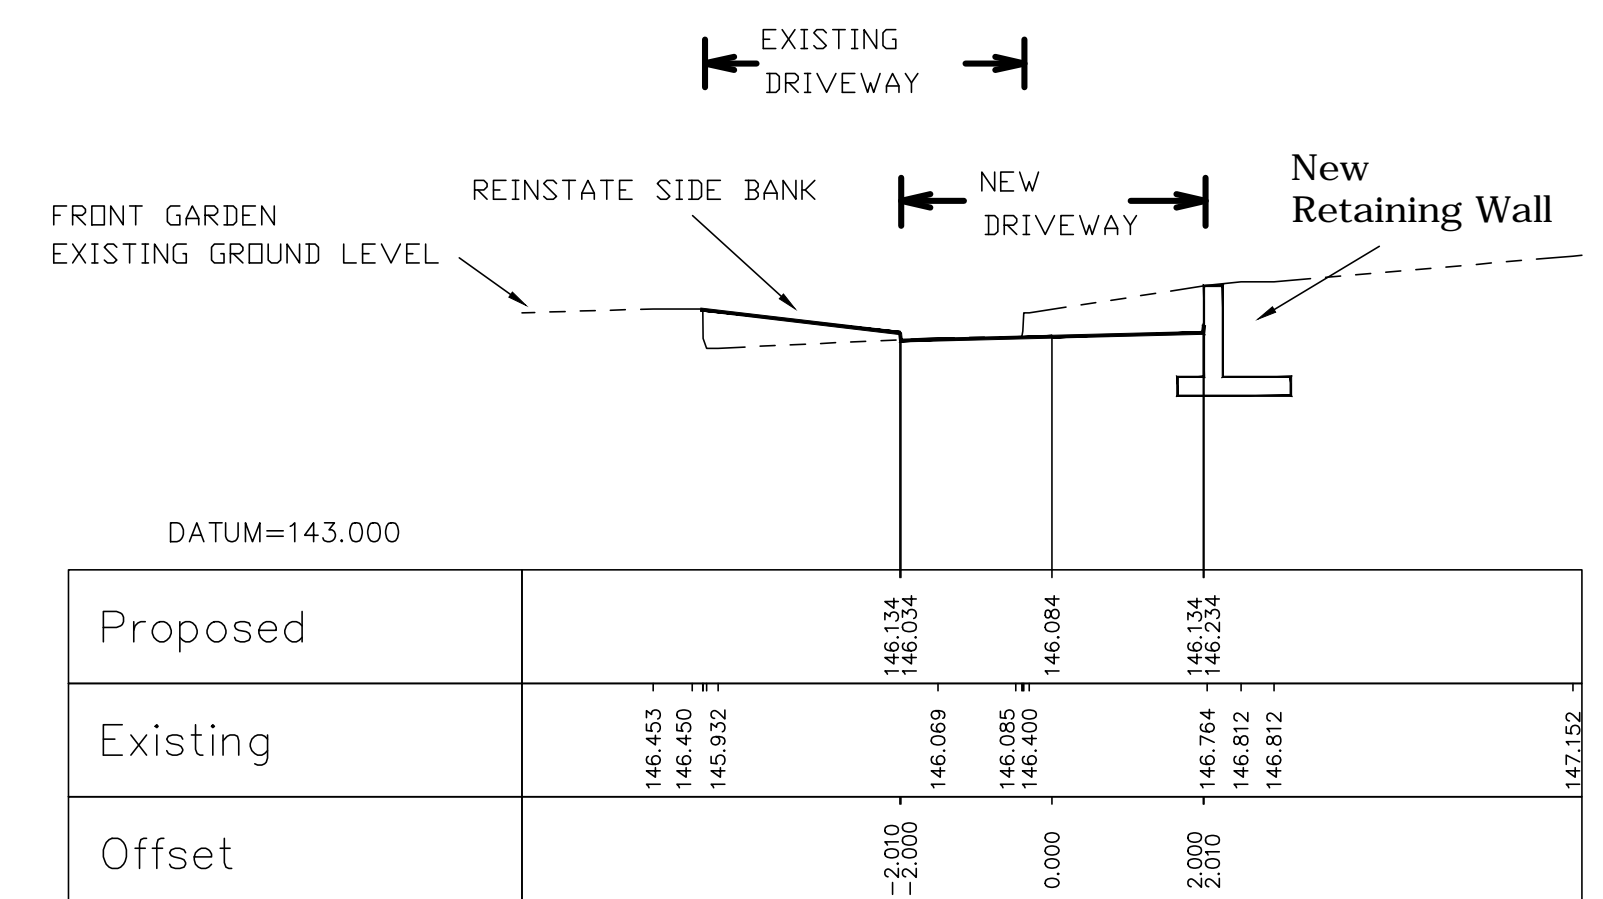 EXISTING
DRIVEWAY
New
Retaining Wall
NEW
DRIVEWAY
REINSTATE SIDE BANK
FRONT GARDEN
EXISTING GROUND LEVEL
DATUM=143.000
Proposed
146.134
146.034
146.084
146.134
146.234
Existing
146.453
146.450
145.932
146.069
146.085
146.400
146.764
146.812
146.812
147.152
Offset
-2.010
-2.000
0.000
2.000
2.010